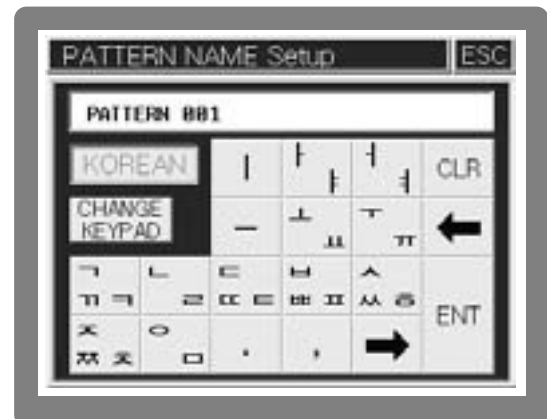 PATTERN NAME Setup ESC
PATTERN 001
KOREAN ㅣ ㅏ ㅑ ㅓ ㅕ CLR
CHANGE KEYPAD ㅡ ㅗ ㅛ ㅜ ㅠ
ㄱ ㄲ ㅋ ㄴ ㄹ ㄷ ㄸ ㅌ ㅂ ㅃ ㅍ ㅅ ㅆ ㅎ ENT
ㅈ ㅉ ㅊ ㅇ ㅁ . ,